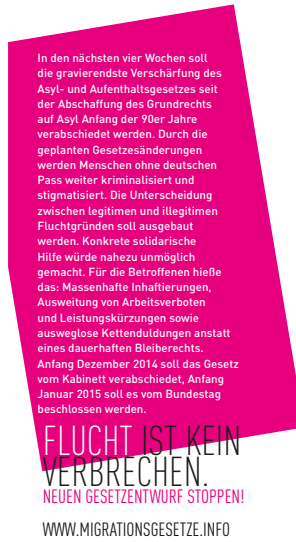 In den nächsten vier Wochen soll
die gravierendste Verschärfung des
Asyl- und Aufenthaltsgesetzes seit
der Abschaffung des Grundrechts
auf Asyl Anfang der 90er Jahre
verabschiedet werden. Durch die
geplanten Gesetzesänderungen
werden Menschen ohne deutschen
Pass weiter kriminalisiert und
stigmatisiert. Die Unterscheidung
zwischen legitimen und illegitimen
Fluchtgründen soll ausgebaut
werden. Konkrete solidarische
Hilfe würde nahezu unmöglich
gemacht. Für die Betroffenen hieße
das: Massenhafte Inhaftierungen,
Ausweitung von Arbeitsverboten
und Leistungskürzungen sowie
ausweglose Kettenduldungen anstatt
eines dauerhaften Bleiberechts.
Anfang Dezember 2014 soll das Gesetz
vom Kabinett verabschiedet, Anfang
Januar 2015 soll es vom Bundestag
beschlossen werden.
FLUCHT IST KEIN
VERBRECHEN.
NEUEN GESETZENTWURF STOPPEN!
WWW.MIGRATIONSGESETZE.INFO